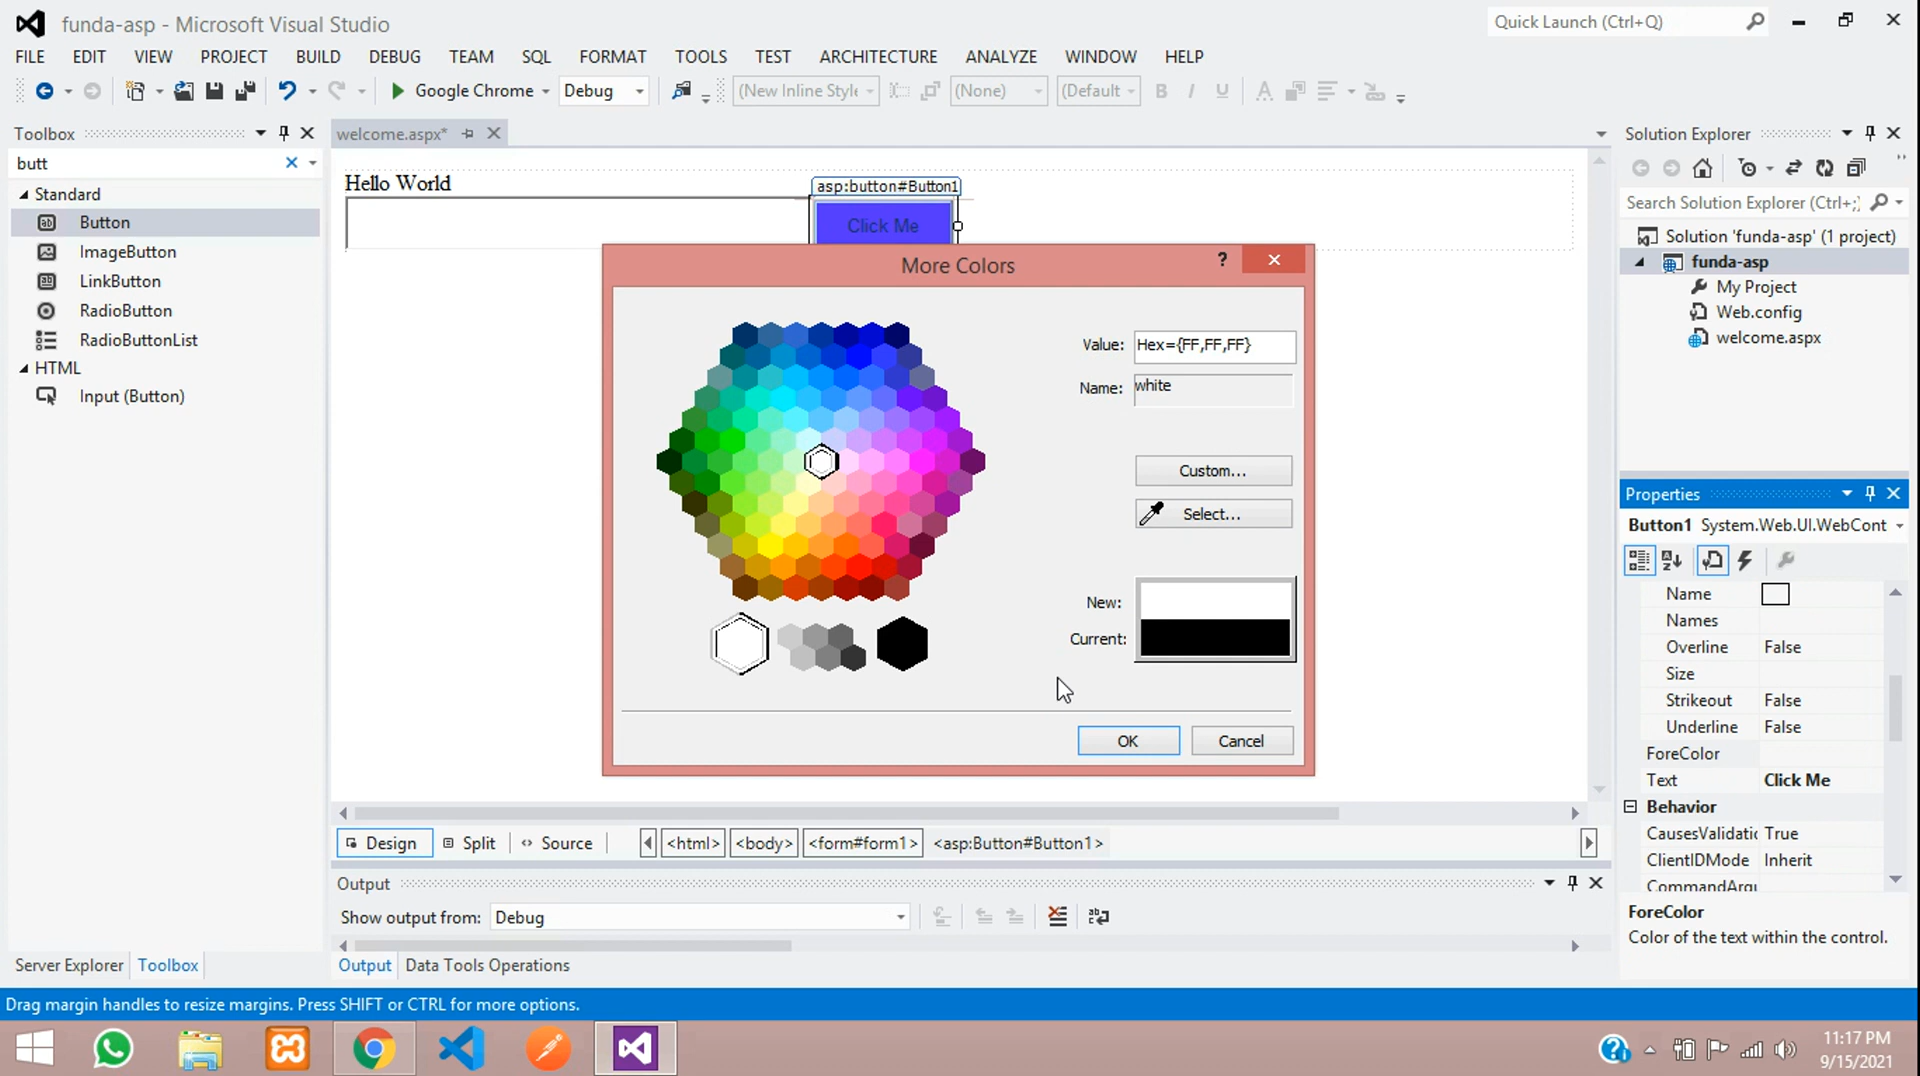 funda-asp - Microsoft Visual Studio
Quick Launch (Ctrl+Q)
FILE EDIT VIEW PROJECT BUILD DEBUG TEAM SQL FORMAT TOOLS TEST ARCHITECTURE ANALYZE WINDOW HELP
Google Chrome Debug (New Inline Style (None) (Default B I U A
Toolbox
butt
Standard
Button
ImageButton
LinkButton
RadioButton
RadioButtonList
HTML
Input (Button)
welcome.aspx*
Hello World
asp:button#Button1
Click Me
More Colors
?
Value: Hex={FF,FF,FF}
Name: white
Custom...
Select...
New:
Current:
OK Cancel
Solution Explorer
Search Solution Explorer (Ctrl+;)
Solution 'funda-asp' (1 project)
funda-asp
My Project
Web.config
welcome.aspx
Properties
Button1 System.Web.UI.WebCont
Name
Names
Overline False
Size
Strikeout False
Underline False
ForeColor
Text Click Me
Behavior
CausesValidatic True
ClientIDMode Inherit
CommandArgu
ForeColor
Color of the text within the control.
Design Split Source <html> <body> <form#form1> <asp:Button#Button1>
Output
Show output from: Debug
Server Explorer Toolbox
Output Data Tools Operations
Drag margin handles to resize margins. Press SHIFT or CTRL for more options.
11:17 PM
9/15/2021